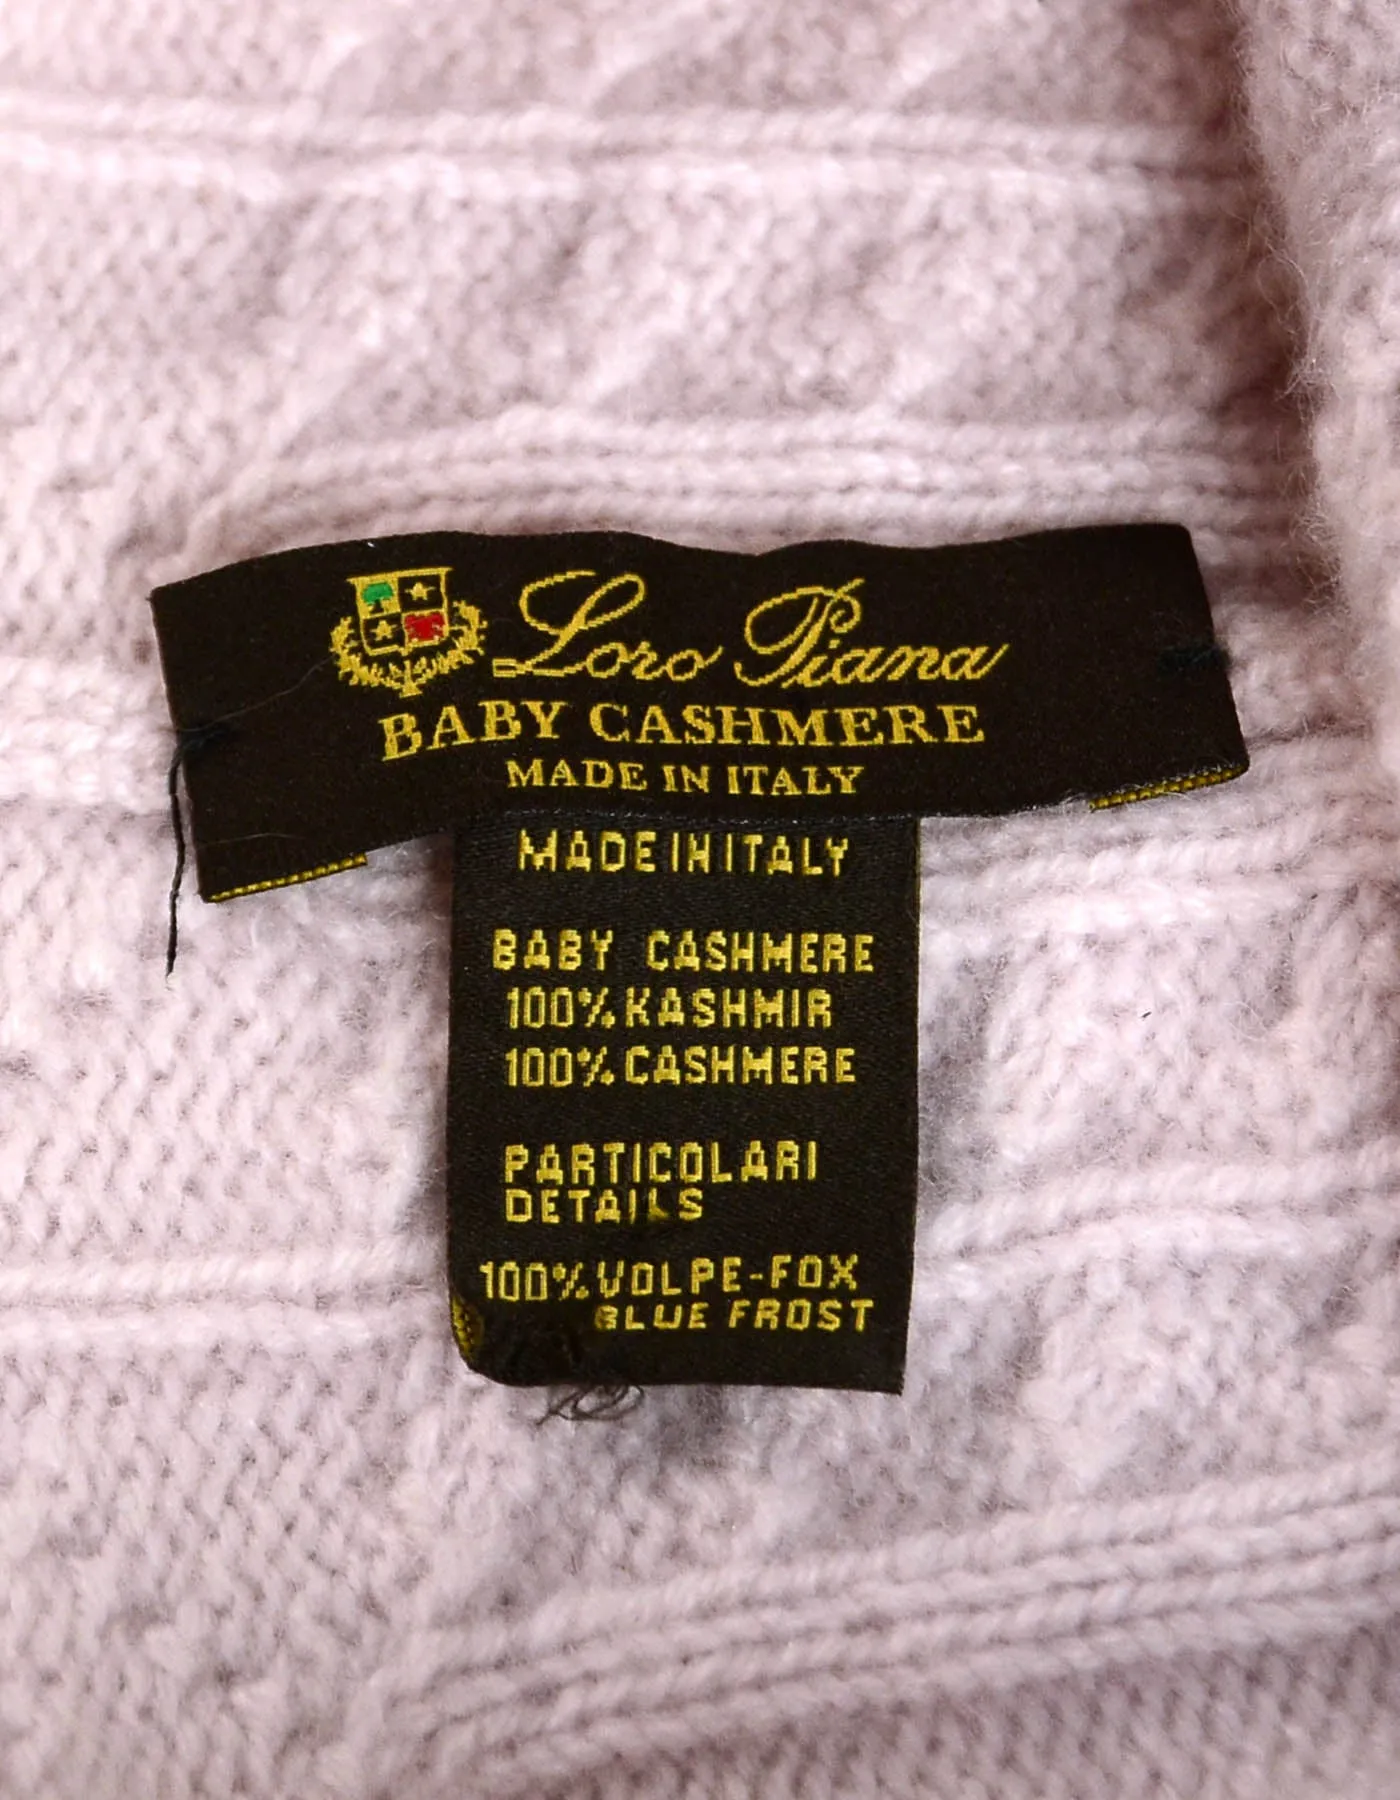 Loro Piana
BABY CASHMERE
MADE IN ITALY
MADE IN ITALY
BABY CASHMERE
100% KASHMIR
100% CASHMERE
PARTICOLARI
DETAILS
100% VOLPE-FOX
BLUE FROST